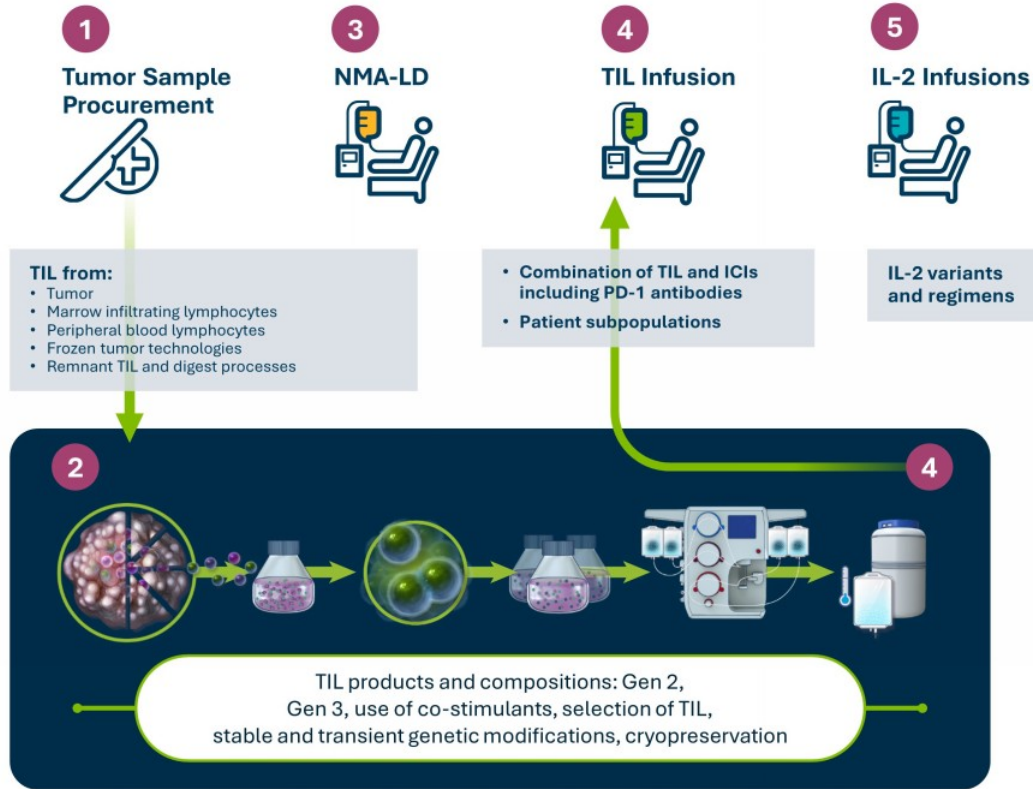 1
Tumor Sample
Procurement
3
NMA-LD
4
TIL Infusion
5
IL-2 Infusions
TIL from:
• Tumor
• Marrow infiltrating lymphocytes
• Peripheral blood lymphocytes
• Frozen tumor technologies
• Remnant TIL and digest processes
• Combination of TIL and ICIs
including PD-1 antibodies
• Patient subpopulations
IL-2 variants
and regimens
2
4
TIL products and compositions: Gen 2,
Gen 3, use of co-stimulants, selection of TIL,
stable and transient genetic modifications, cryopreservation